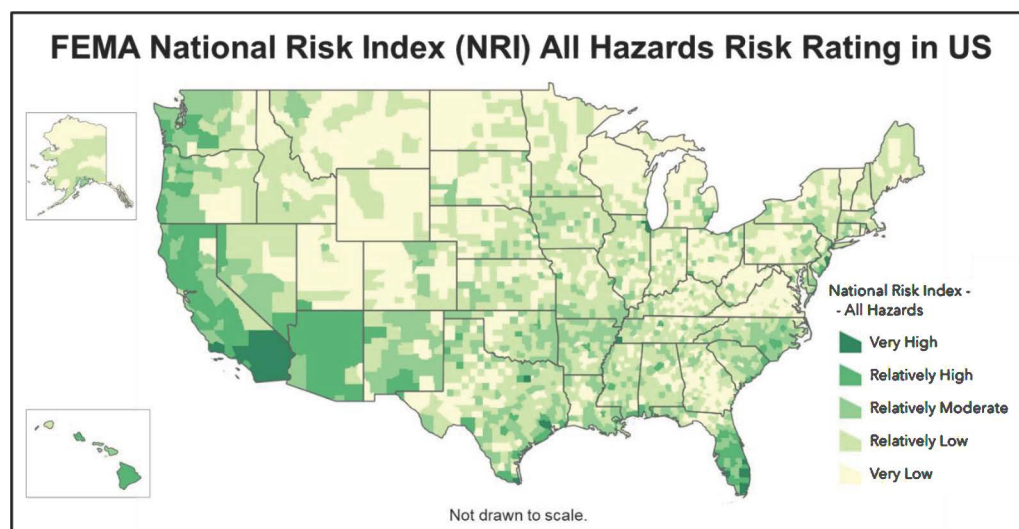 FEMA National Risk Index (NRI) All Hazards Risk Rating in US
National Risk Index -
- All Hazards
Very High
Relatively High
Relatively Moderate
Relatively Low
Very Low
Not drawn to scale.